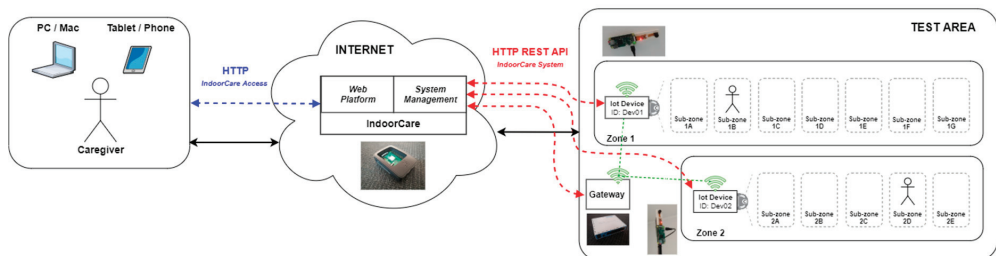 PC / Mac
Tablet / Phone
Caregiver
HTTP
IndoorCare Access
INTERNET
Web
Platform
System
Management
IndoorCare
HTTP REST API
IndoorCare System
TEST AREA
Iot Device
ID: Dev01
Sub-zone
1A
Sub-zone
1B
Sub-zone
1C
Sub-zone
1D
Sub-zone
1E
Sub-zone
1F
Sub-zone
1G
Zone 1
Gateway
Iot Device
ID: Dev02
Sub-zone
2A
Sub-zone
2B
Sub-zone
2C
Sub-zone
2D
Sub-zone
2E
Zone 2